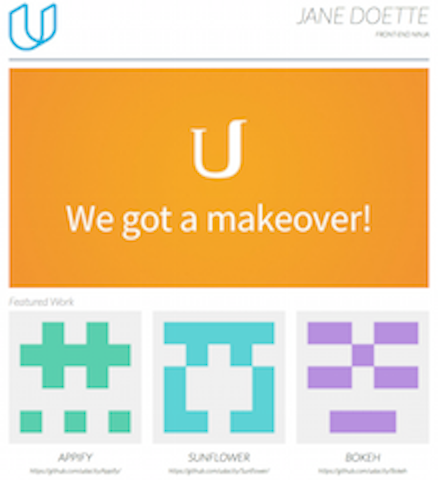 JANE DOETTE
FRONT-END NINJA
We got a makeover!
Featured Work
APPIFY
https://github.com/udacity/Appify/
SUNFLOWER
https://github.com/udacity/Sunflower/
BOKEH
https://github.com/udacity/Bokeh